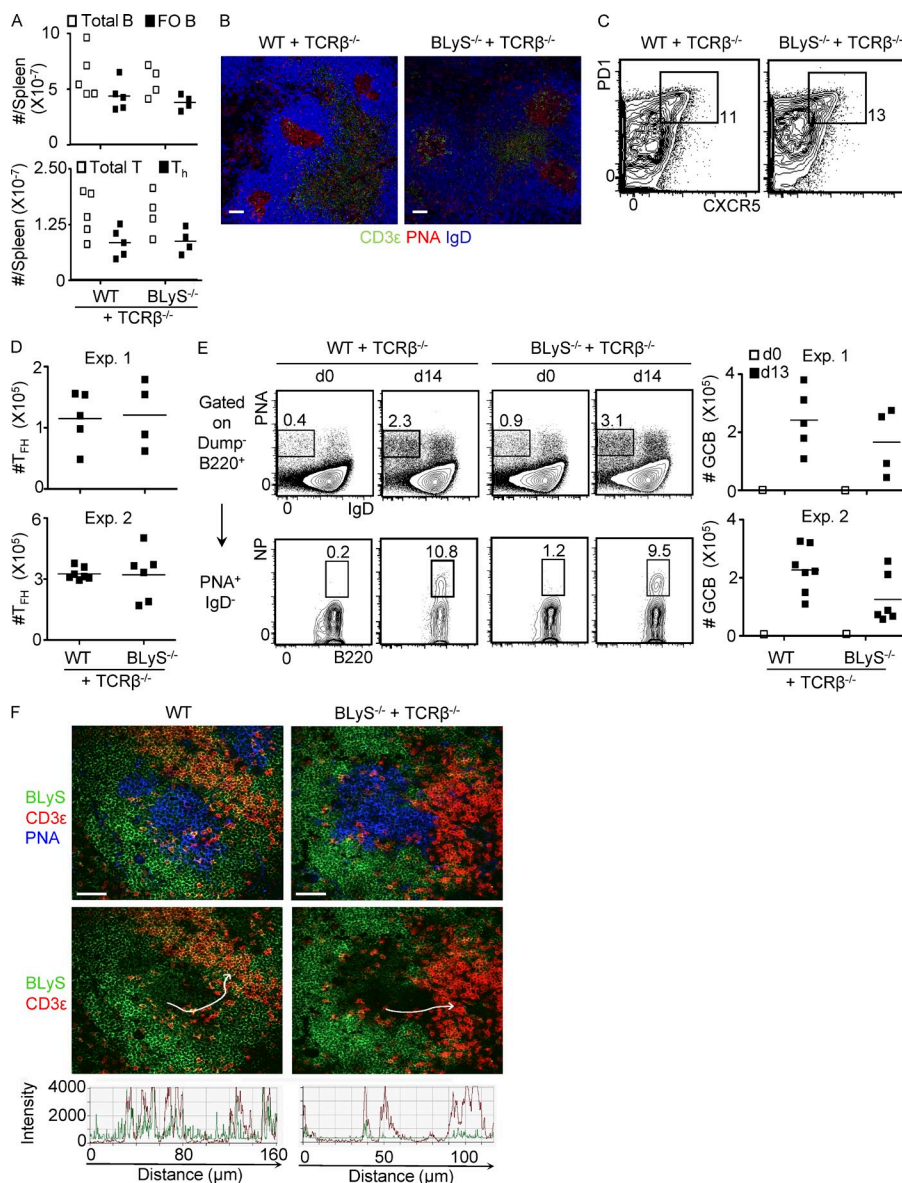 A
□ Total B ■ FO B
10
5
0
#/Spleen
(X10⁻⁷)
□ Total T ■ Tₕ
2.50
1.25
0
#/Spleen (X10⁻⁷)
WT BLyS⁻/⁻
+ TCRβ⁻/⁻
B
WT + TCRβ⁻/⁻ BLyS⁻/⁻ + TCRβ⁻/⁻
CD3ε PNA IgD
C
WT + TCRβ⁻/⁻ BLyS⁻/⁻ + TCRβ⁻/⁻
PD1
11 13
0
0 CXCR5
D
Exp. 1
2
1
0
#T_FH (X10⁵)
Exp. 2
6
3
0
#T_FH (X10⁵)
WT BLyS⁻/⁻
+ TCRβ⁻/⁻
E
WT + TCRβ⁻/⁻ BLyS⁻/⁻ + TCRβ⁻/⁻
d0 d14 d0 d14
Gated
on
Dump⁻
B220⁺
PNA
0.4 2.3 0.9 3.1
0
0 IgD
PNA⁺
IgD⁻
NP
0.2 10.8 1.2 9.5
0
0 B220
□ d0 Exp. 1
■ d13
4
2
0
# GCB (X10⁵)
Exp. 2
4
2
0
# GCB (X10⁵)
WT BLyS⁻/⁻
+ TCRβ⁻/⁻
F
WT BLyS⁻/⁻ + TCRβ⁻/⁻
BLyS
CD3ε
PNA
BLyS
CD3ε
Intensity
4000
2000
0
0 80 160
Distance (μm)
0 50 100
Distance (μm)